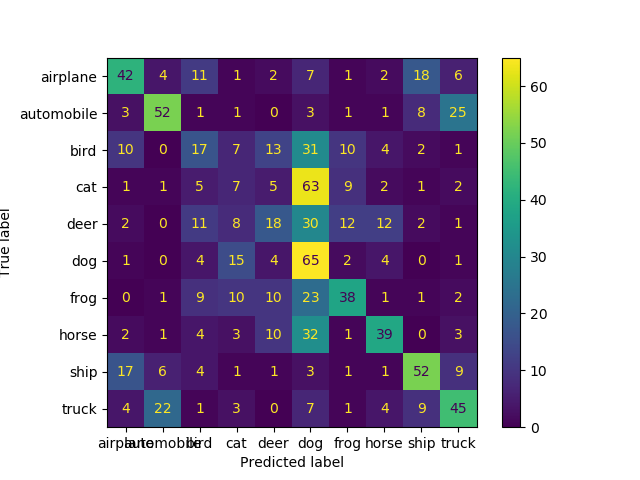 airplane 42 4 11 1 2 7 1 2 18 6
automobile 3 52 1 1 0 3 1 1 8 25
bird 10 0 17 7 13 31 10 4 2 1
cat 1 1 5 7 5 63 9 2 1 2
deer 2 0 11 8 18 30 12 12 2 1
dog 1 0 4 15 4 65 2 4 0 1
frog 0 1 9 10 10 23 38 1 1 2
horse 2 1 4 3 10 32 1 39 0 3
ship 17 6 4 1 1 3 1 1 52 9
truck 4 22 1 3 0 7 1 4 9 45
airplane automobile bird cat deer dog frog horse ship truck
Predicted label
True label
60
50
40
30
20
10
0